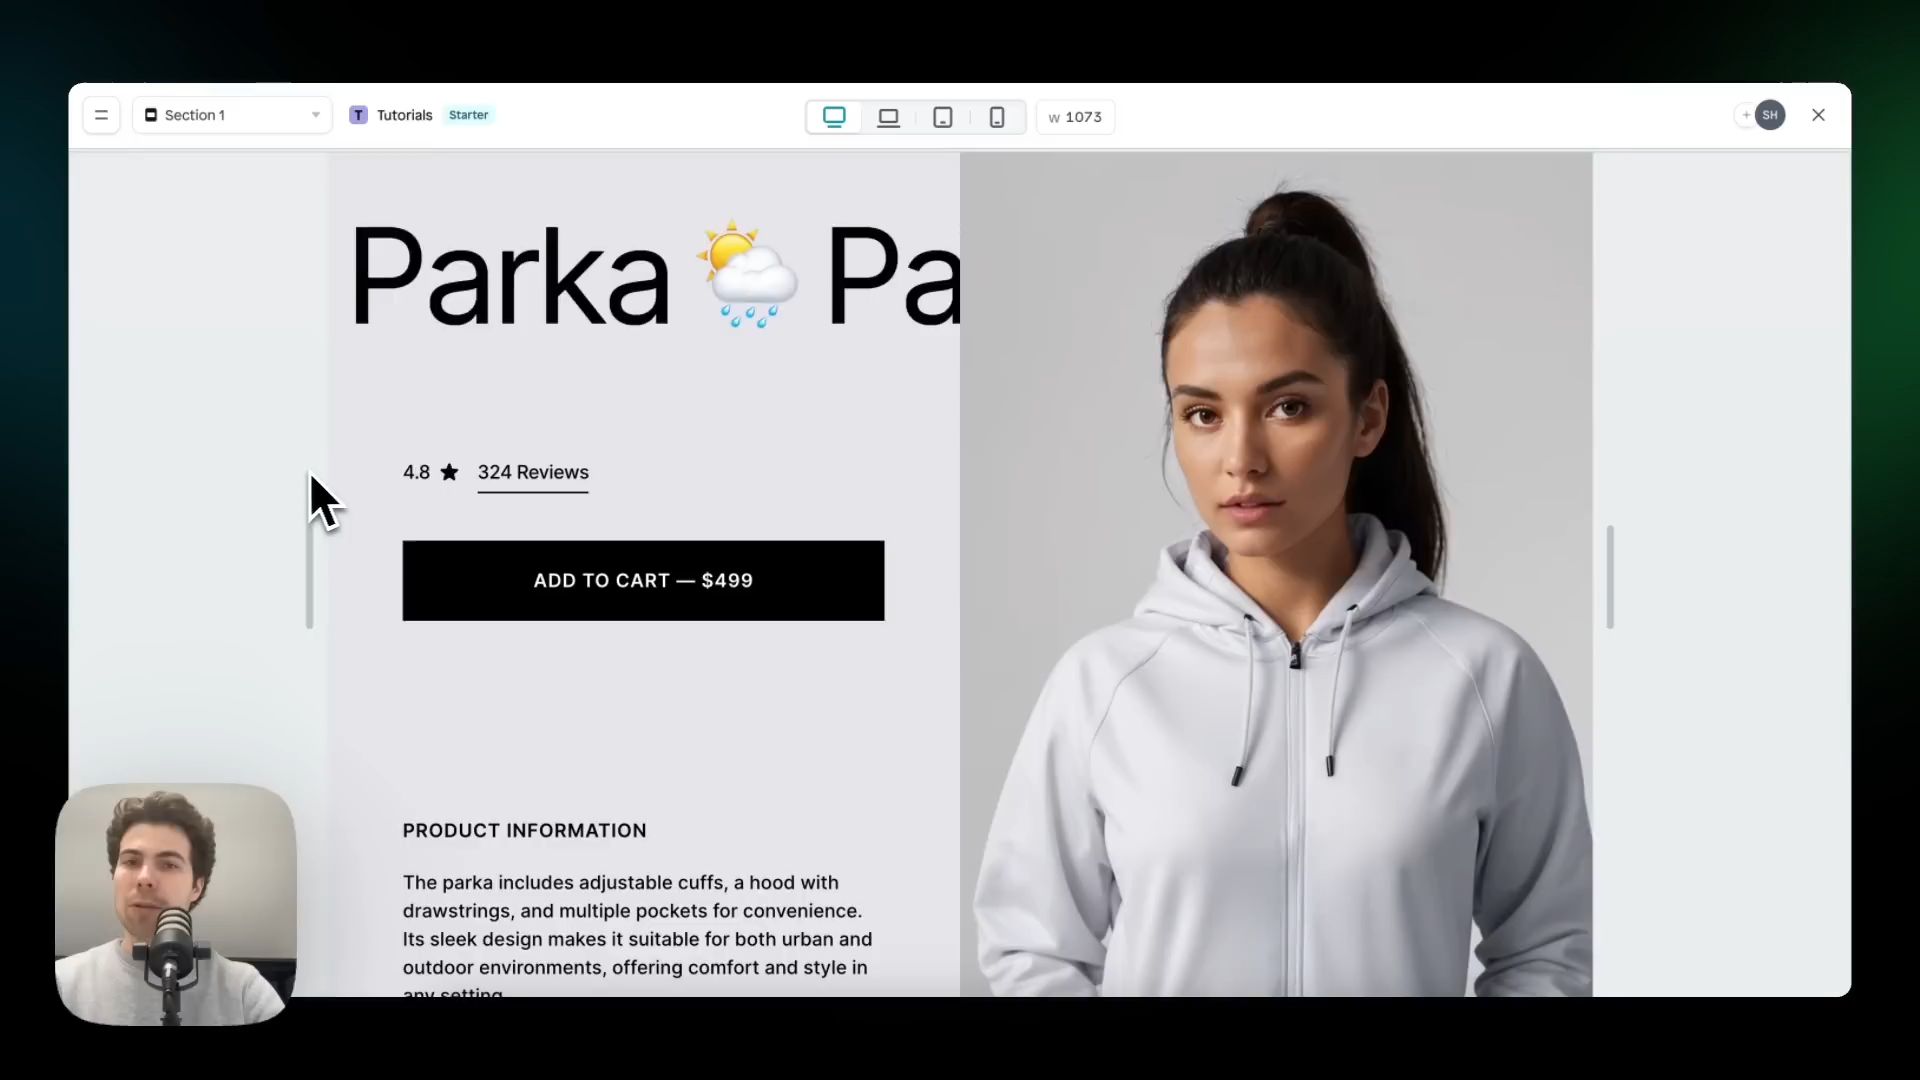 Section 1
T Tutorials Starter
W 1073
+ SH
Parka 🌦️ Pa
4.8 ★ 324 Reviews
ADD TO CART — $499
PRODUCT INFORMATION
The parka includes adjustable cuffs, a hood with
drawstrings, and multiple pockets for convenience.
Its sleek design makes it suitable for both urban and
outdoor environments, offering comfort and style in
any setting.